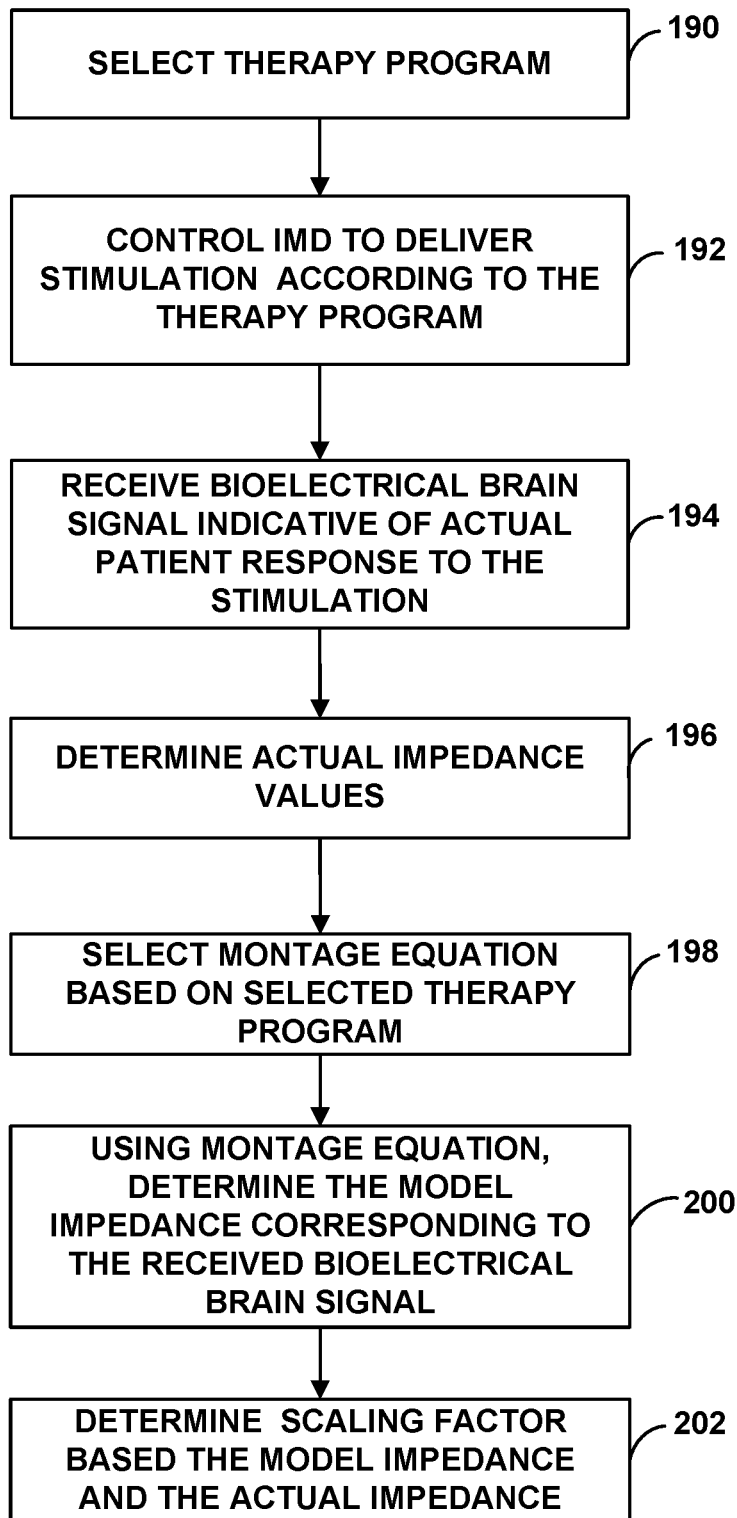 SELECT THERAPY PROGRAM
190
CONTROL IMD TO DELIVER
STIMULATION ACCORDING TO THE
THERAPY PROGRAM
192
RECEIVE BIOELECTRICAL BRAIN
SIGNAL INDICATIVE OF ACTUAL
PATIENT RESPONSE TO THE
STIMULATION
194
DETERMINE ACTUAL IMPEDANCE
VALUES
196
SELECT MONTAGE EQUATION
BASED ON SELECTED THERAPY
PROGRAM
198
USING MONTAGE EQUATION,
DETERMINE THE MODEL
IMPEDANCE CORRESPONDING TO
THE RECEIVED BIOELECTRICAL
BRAIN SIGNAL
200
DETERMINE SCALING FACTOR
BASED THE MODEL IMPEDANCE
AND THE ACTUAL IMPEDANCE
202